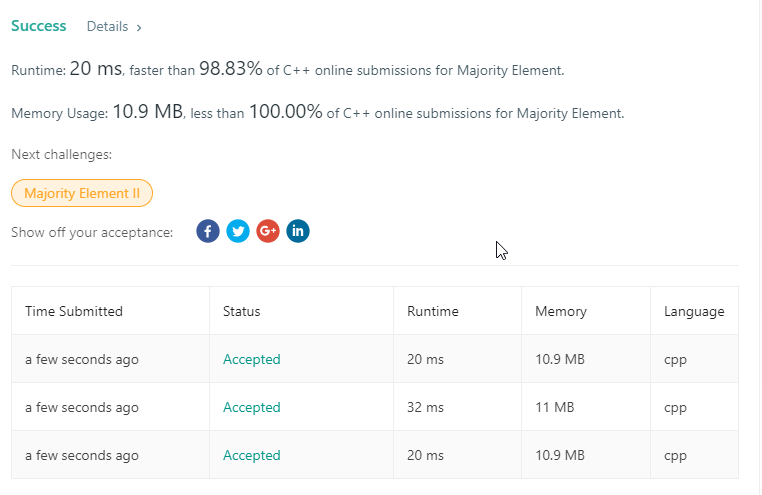 Success Details ›
Runtime: 20 ms, faster than 98.83% of C++ online submissions for Majority Element.
Memory Usage: 10.9 MB, less than 100.00% of C++ online submissions for Majority Element.
Next challenges:
Majority Element II
Show off your acceptance: f G+ in
Time Submitted Status Runtime Memory Language
a few seconds ago Accepted 20 ms 10.9 MB cpp
a few seconds ago Accepted 32 ms 11 MB cpp
a few seconds ago Accepted 20 ms 10.9 MB cpp